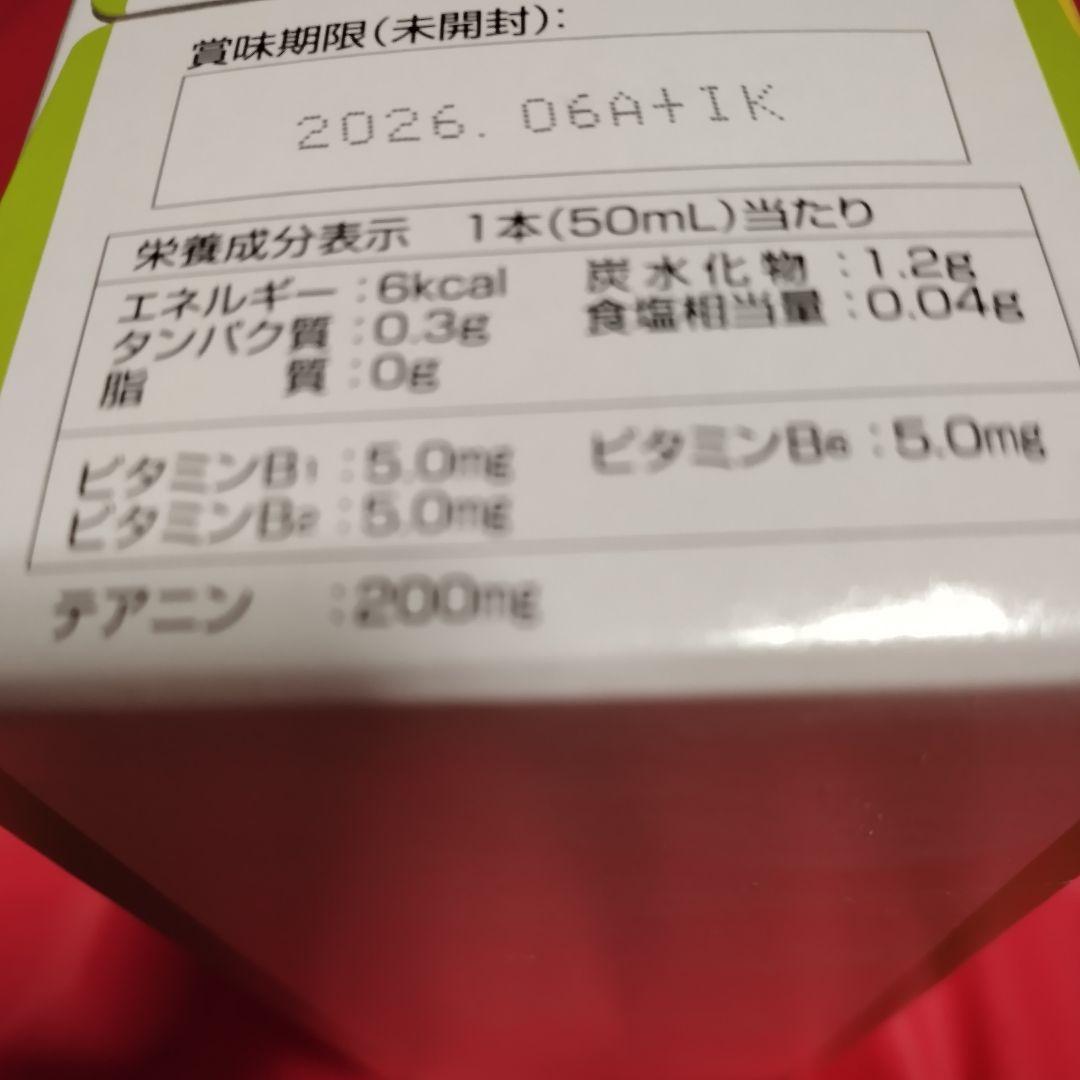 賞味期限(未開封):
2026. 06A+IK
栄養成分表示 1本(50mL)当たり
エネルギー:6kcal
タンパク質:0.3g
脂質:0g
炭水化物:1.2g
食塩相当量:0.04g
ビタミンB1:5.0mg
ビタミンB2:5.0mg
ビタミンB6:5.0mg
テアニン:200mg